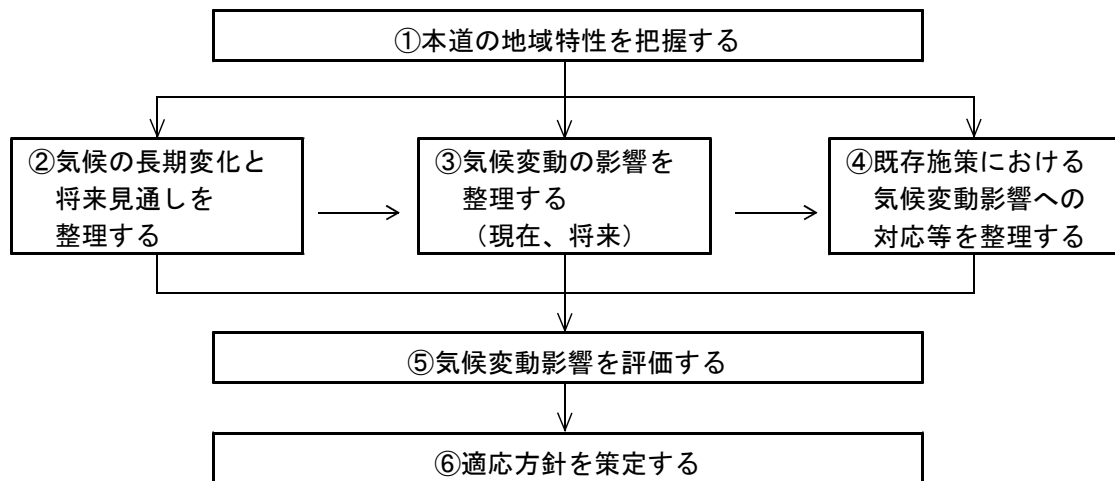 ①本道の地域特性を把握する
②気候の長期変化と
将来見通しを
整理する
③気候変動の影響を
整理する
（現在、将来）
④既存施策における
気候変動影響への
対応等を整理する
⑤気候変動影響を評価する
⑥適応方針を策定する